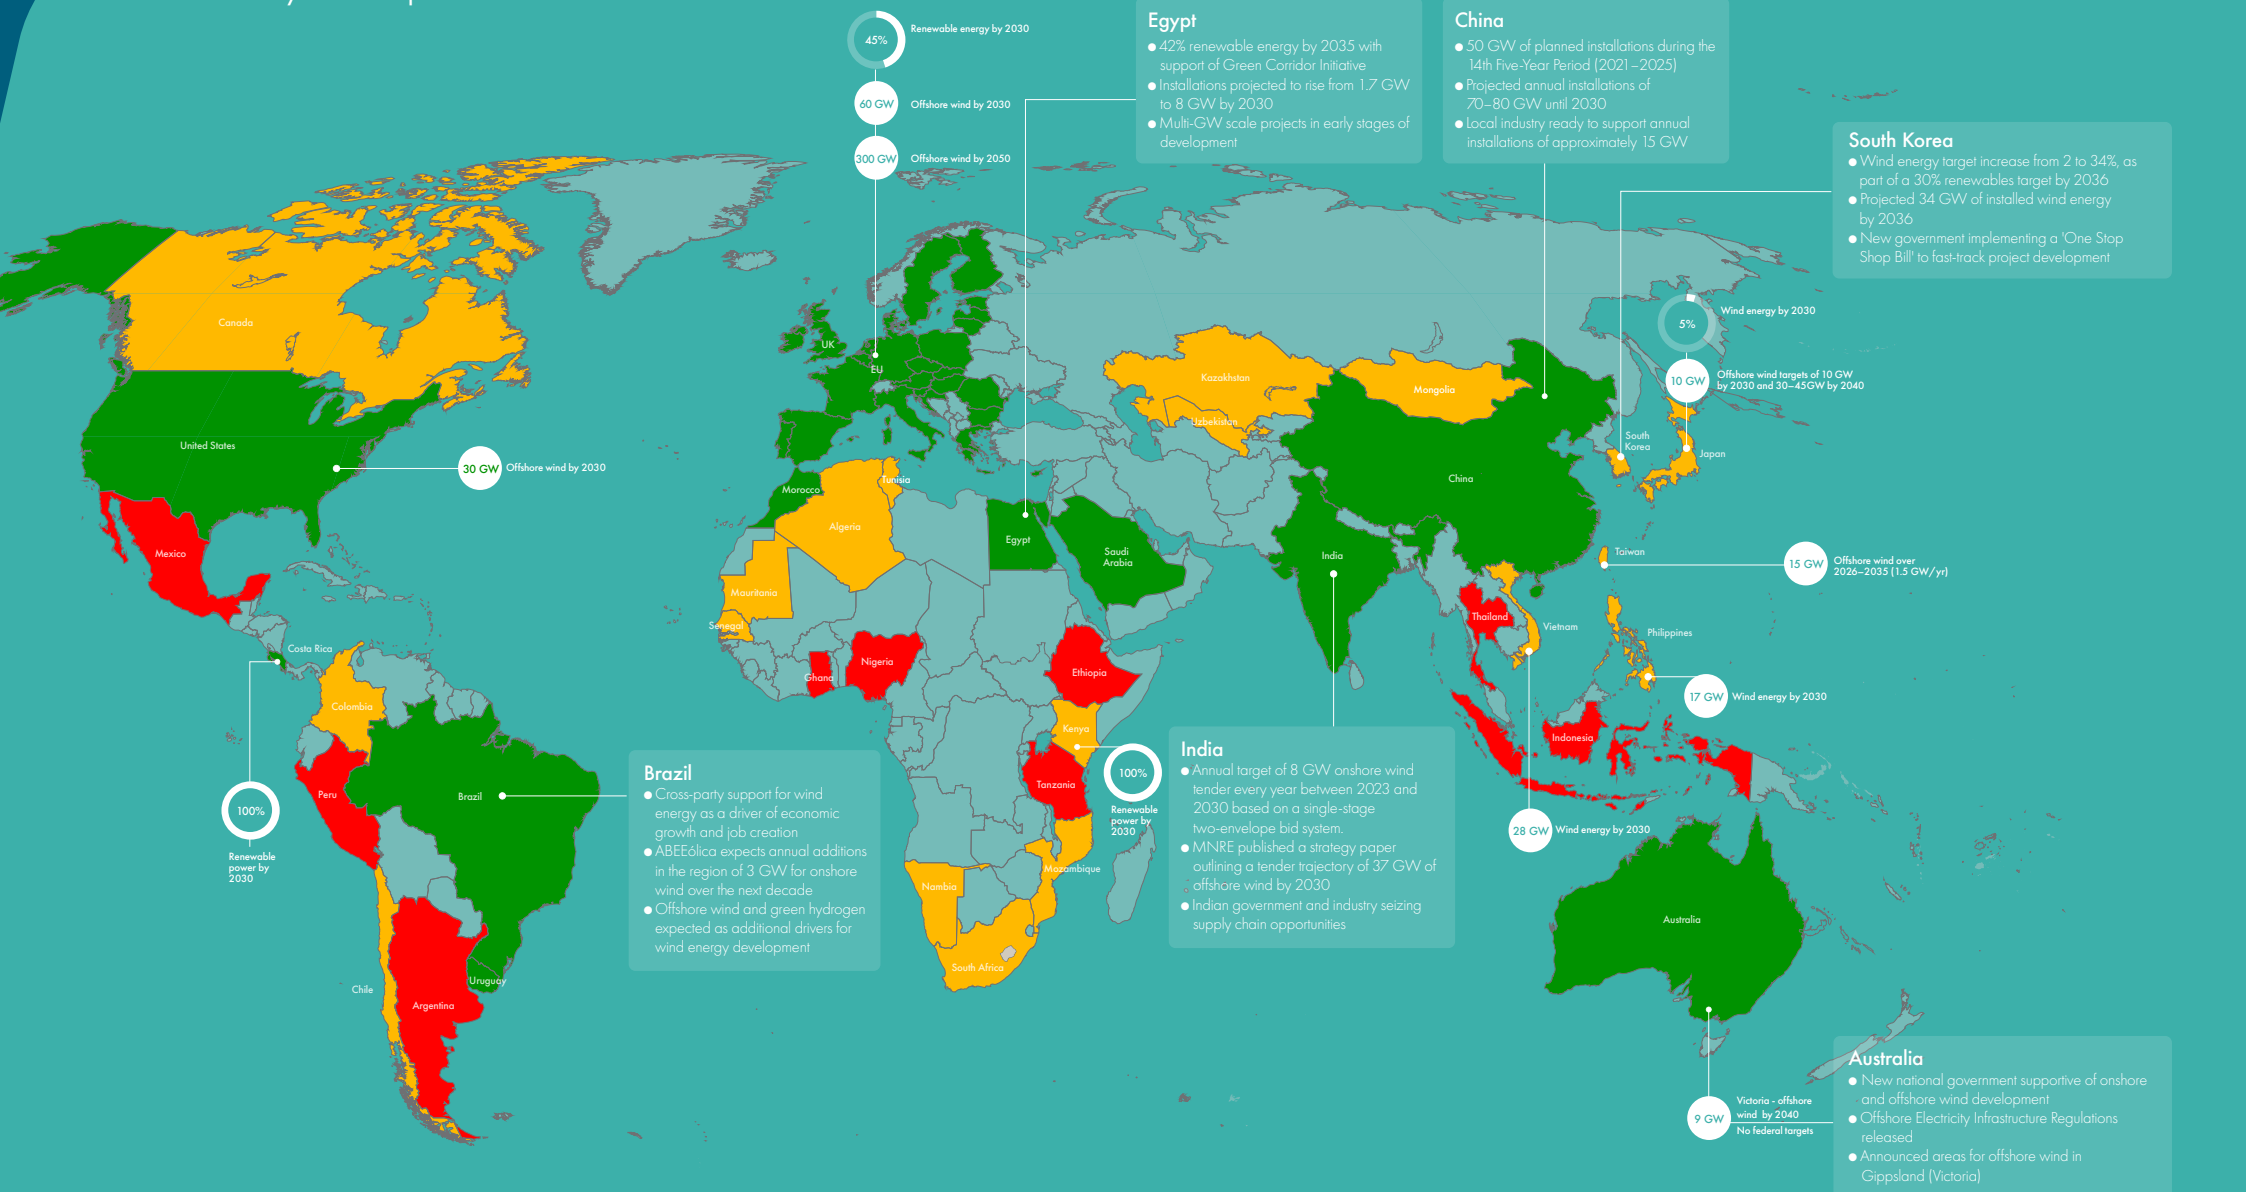 45%
Renewable energy by 2030
60 GW
Offshore wind by 2030
300 GW
Offshore wind by 2050
Egypt
● 42% renewable energy by 2035 with
support of Green Corridor Initiative
● Installations projected to rise from 1.7 GW
to 8 GW by 2030
● Multi-GW scale projects in early stages of
development
China
● 50 GW of planned installations during the
14th Five-Year Period (2021–2025)
● Projected annual installations of
70–80 GW until 2030
● Local industry ready to support annual
installations of approximately 15 GW
South Korea
● Wind energy target increase from 2 to 34%, as
part of a 30% renewables target by 2036
● Projected 34 GW of installed wind energy
by 2036
● New government implementing a 'One Stop
Shop Bill' to fast-track project development
5%
Wind energy by 2030
10 GW
Offshore wind targets of 10 GW
by 2030 and 30–45GW by 2040
Canada
UK
EU
Kazakhstan
Mongolia
Uzbekistan
United States
30 GW
Offshore wind by 2030
South
Korea
Japan
Morocco
Tunisia
Algeria
Egypt
Saudi
Arabia
India
China
Mexico
Taiwan
15 GW
Offshore wind over
2026–2035 (1.5 GW/yr)
Mauritania
Senegal
Thailand
Vietnam
Philippines
Costa Rica
Ghana
Nigeria
Ethiopia
17 GW
Wind energy by 2030
Colombia
Kenya
Indonesia
Peru
Brazil
Tanzania
100%
Renewable
power by
2030
100%
Renewable
power by
2030
28 GW
Wind energy by 2030
Brazil
● Cross-party support for wind
energy as a driver of economic
growth and job creation
● ABEEólica expects annual additions
in the region of 3 GW for onshore
wind over the next decade
● Offshore wind and green hydrogen
expected as additional drivers for
wind energy development
India
● Annual target of 8 GW onshore wind
tender every year between 2023 and
2030 based on a single-stage
two-envelope bid system.
● MNRE published a strategy paper
outlining a tender trajectory of 37 GW of
offshore wind by 2030
● Indian government and industry seizing
supply chain opportunities
Mozambique
Nambia
South Africa
Australia
Chile
Uruguay
Argentina
9 GW
Victoria - offshore
wind by 2040
No federal targets
Australia
● New national government supportive of onshore
and offshore wind development
● Offshore Electricity Infrastructure Regulations
released
● Announced areas for offshore wind in
Gippsland (Victoria)